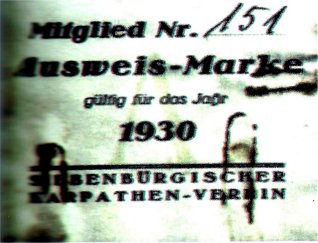 Mitglied Nr. 151
Ausweis-Marke
gültig für das Jahr
1930
SIEBENBÜRGISCHER
KARPATHEN-VEREIN